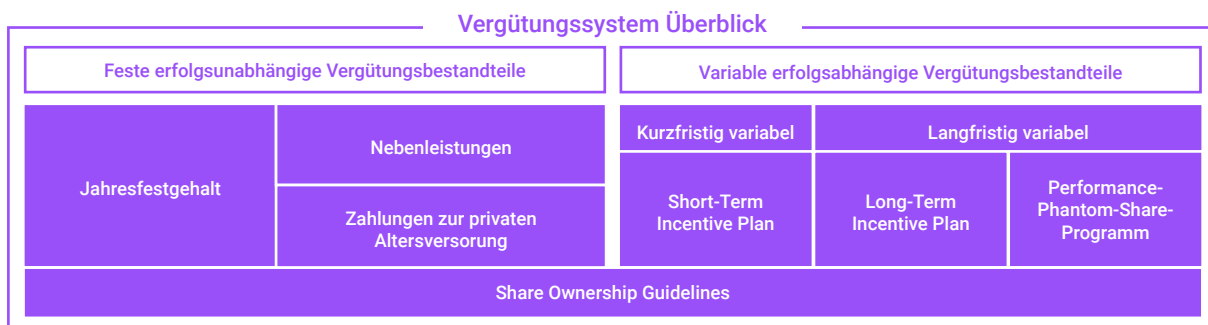 Vergütungssystem Überblick
Feste erfolgsunabhängige Vergütungsbestandteile
Variable erfolgsabhängige Vergütungsbestandteile
Jahresfestgehalt
Nebenleistungen
Zahlungen zur privaten
Altersversorung
Kurzfristig variabel
Langfristig variabel
Short-Term
Incentive Plan
Long-Term
Incentive Plan
Performance-
Phantom-Share-
Programm
Share Ownership Guidelines